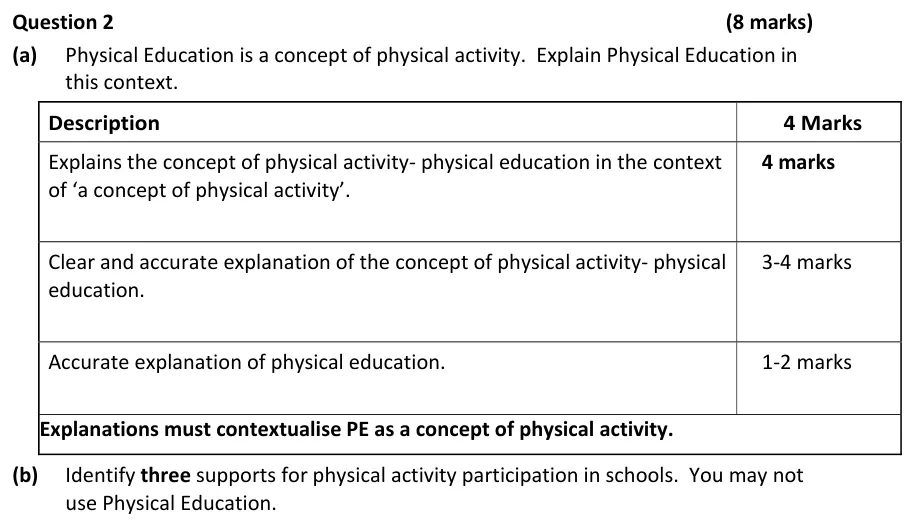 Question 2 (8 marks)
(a) Physical Education is a concept of physical activity. Explain Physical Education in
this context.
Description 4 Marks
Explains the concept of physical activity- physical education in the context 4 marks
of ‘a concept of physical activity’.
Clear and accurate explanation of the concept of physical activity- physical 3-4 marks
education.
Accurate explanation of physical education. 1-2 marks
Explanations must contextualise PE as a concept of physical activity.
(b) Identify three supports for physical activity participation in schools. You may not
use Physical Education.